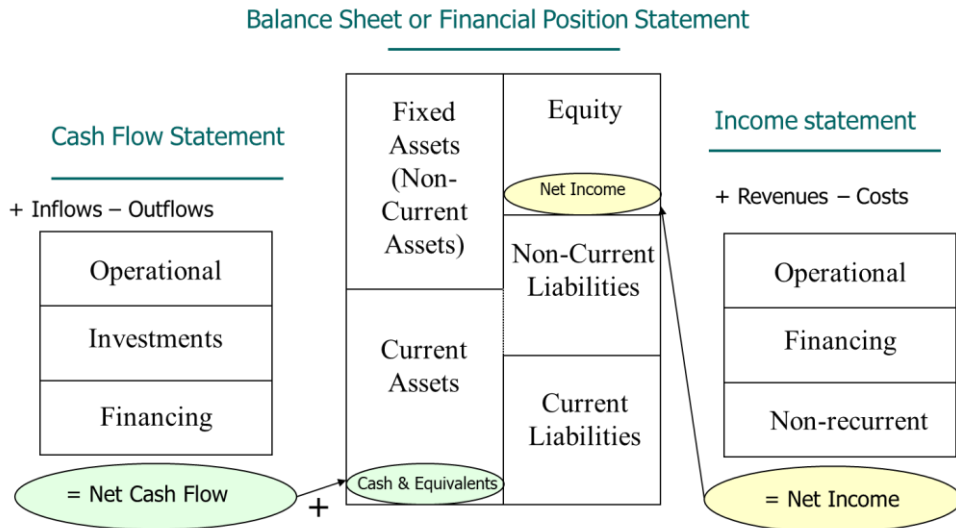 Balance Sheet or Financial Position Statement
Cash Flow Statement
+ Inflows – Outflows
Operational
Investments
Financing
= Net Cash Flow
+
Fixed
Assets
(Non-
Current
Assets)
Current
Assets
Cash & Equivalents
Equity
Net Income
Non-Current
Liabilities
Current
Liabilities
Income statement
+ Revenues – Costs
Operational
Financing
Non-recurrent
= Net Income